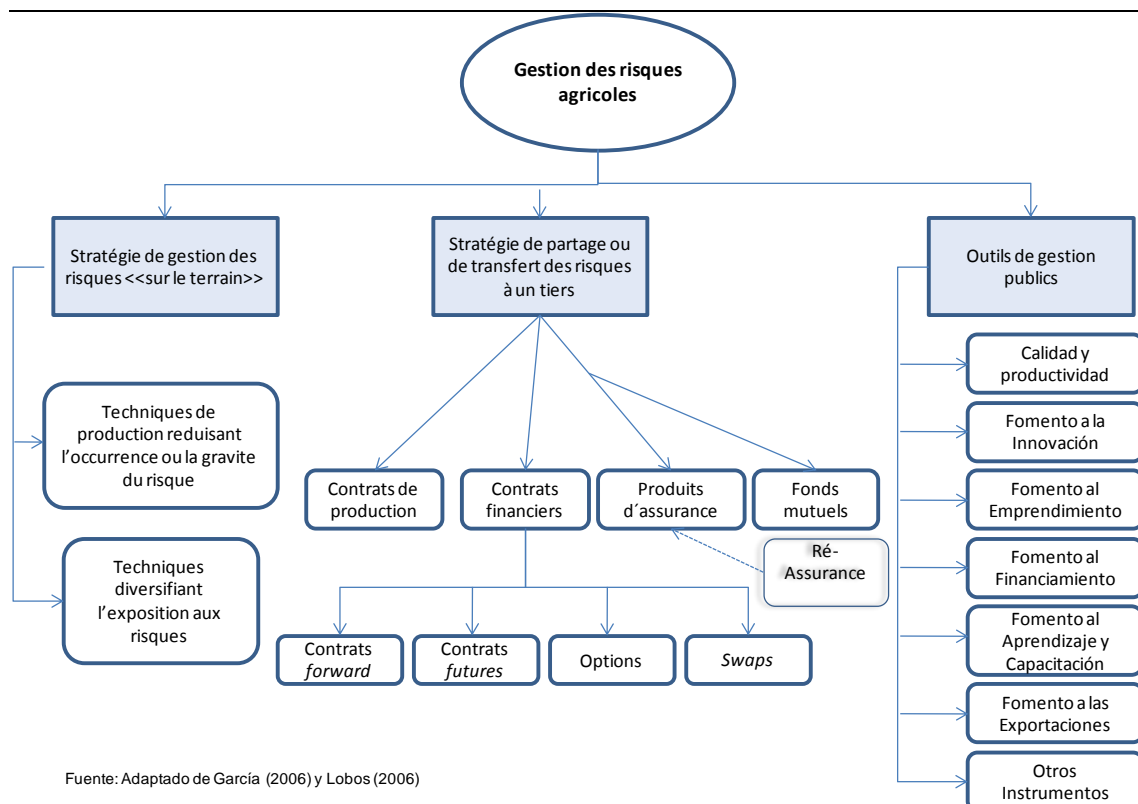 Gestion des risques
agricoles
Stratégie de gestion des
risques <<sur le terrain>>
Stratégie de partage ou
de transfert des risques
à un tiers
Outils de gestion
publics
Techniques de
production reduisant
l'occurrence ou la gravite
du risque
Techniques
diversifiant
l'exposition aux
risques
Contrats de
production
Contrats
financiers
Produits
d´assurance
Fonds
mutuels
Ré-
Assurance
Contrats
forward
Contrats
futures
Options
Swaps
Calidad y
productividad
Fomento a la
Innovación
Fomento al
Emprendimiento
Fomento al
Financiamiento
Fomento al
Aprendizaje y
Capacitación
Fomento a las
Exportaciones
Otros
Instrumentos
Fuente: Adaptado de García (2006) y Lobos (2006)